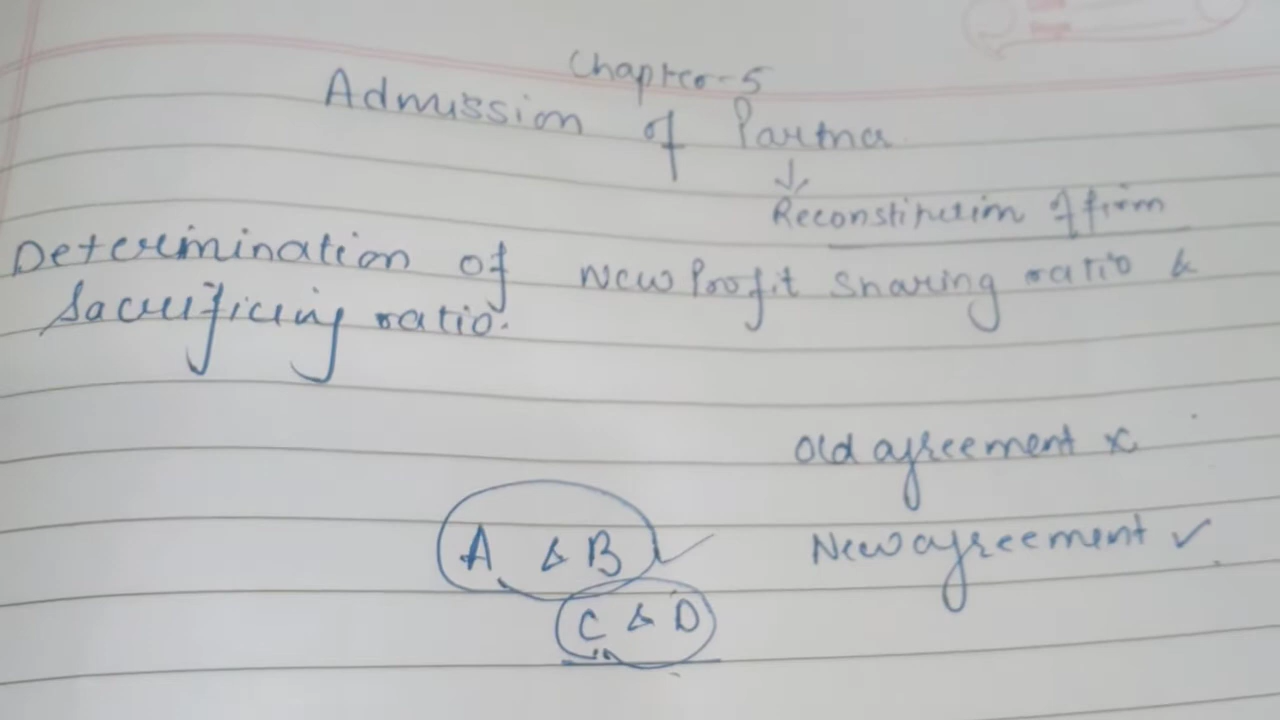 Chapter-5
Admission of Partner
↓
Reconstitution of firm
Determination of New Profit Sharing ratio &
Sacrificing ratio.
Old agreement ×
A & B ✓
New agreement ✓
C & D